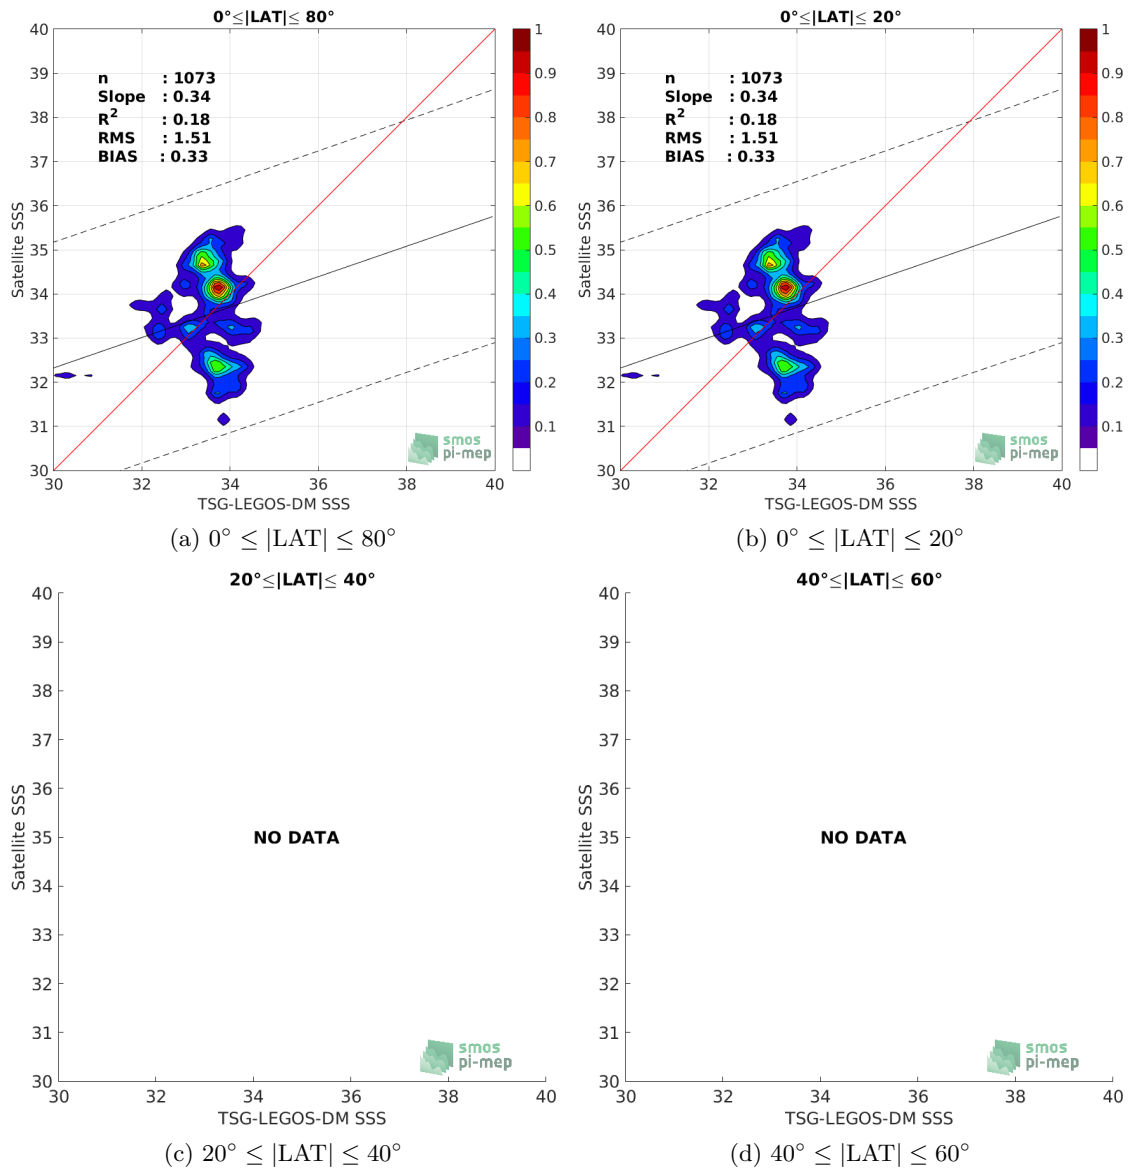 0°≤|LAT|≤ 80°
40
39
38
37
36
35
34
33
32
31
30
Satellite SSS
n : 1073
Slope : 0.34
R2 : 0.18
RMS : 1.51
BIAS : 0.33
1
0.9
0.8
0.7
0.6
0.5
0.4
0.3
0.2
0.1
smos
pi-mep
30 32 34 36 38 40
TSG-LEGOS-DM SSS
(a) 0° ≤ |LAT| ≤ 80°
0°≤|LAT|≤ 20°
40
39
38
37
36
35
34
33
32
31
30
Satellite SSS
n : 1073
Slope : 0.34
R2 : 0.18
RMS : 1.51
BIAS : 0.33
1
0.9
0.8
0.7
0.6
0.5
0.4
0.3
0.2
0.1
smos
pi-mep
30 32 34 36 38 40
TSG-LEGOS-DM SSS
(b) 0° ≤ |LAT| ≤ 20°
20°≤|LAT|≤ 40°
40
39
38
37
36
35
34
33
32
31
30
Satellite SSS
NO DATA
smos
pi-mep
30 32 34 36 38 40
TSG-LEGOS-DM SSS
(c) 20° ≤ |LAT| ≤ 40°
40°≤|LAT|≤ 60°
40
39
38
37
36
35
34
33
32
31
30
Satellite SSS
NO DATA
smos
pi-mep
30 32 34 36 38 40
TSG-LEGOS-DM SSS
(d) 40° ≤ |LAT| ≤ 60°